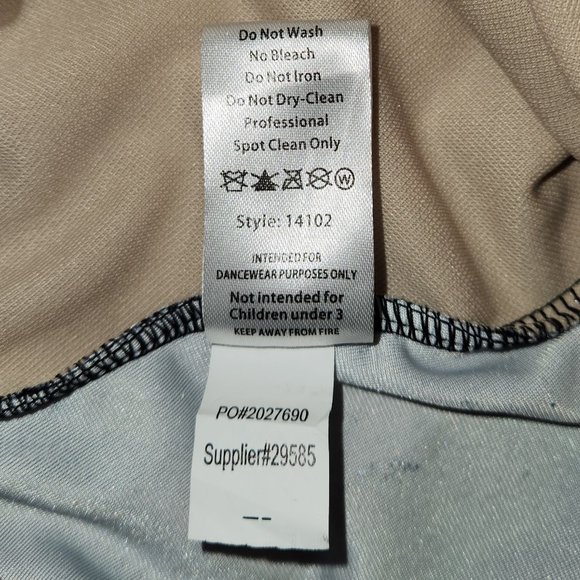 Do Not Wash
No Bleach
Do Not Iron
Do Not Dry-Clean
Professional
Spot Clean Only
W
Style: 14102
INTENDED FOR
DANCEWEAR PURPOSES ONLY
Not intended for
Children under 3
KEEP AWAY FROM FIRE
PO#2027690
Supplier#29585
--